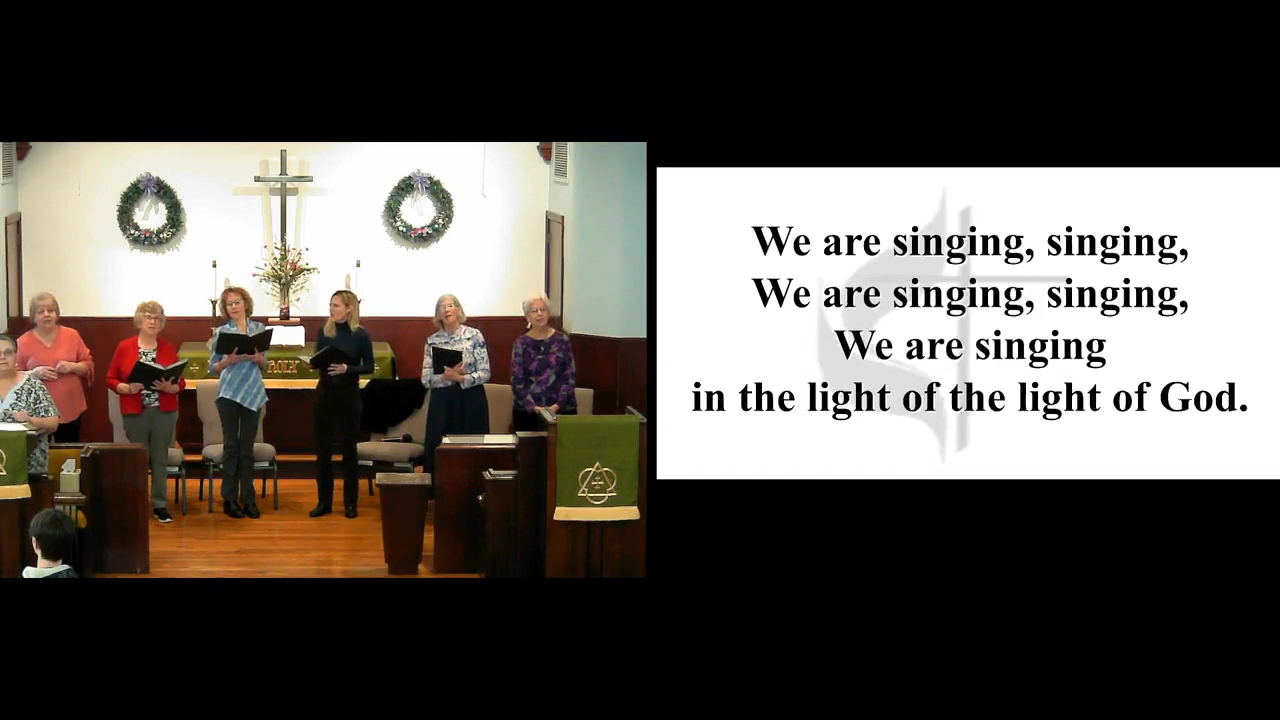 HOLY
We are singing, singing,
We are singing, singing,
We are singing
in the light of the light of God.